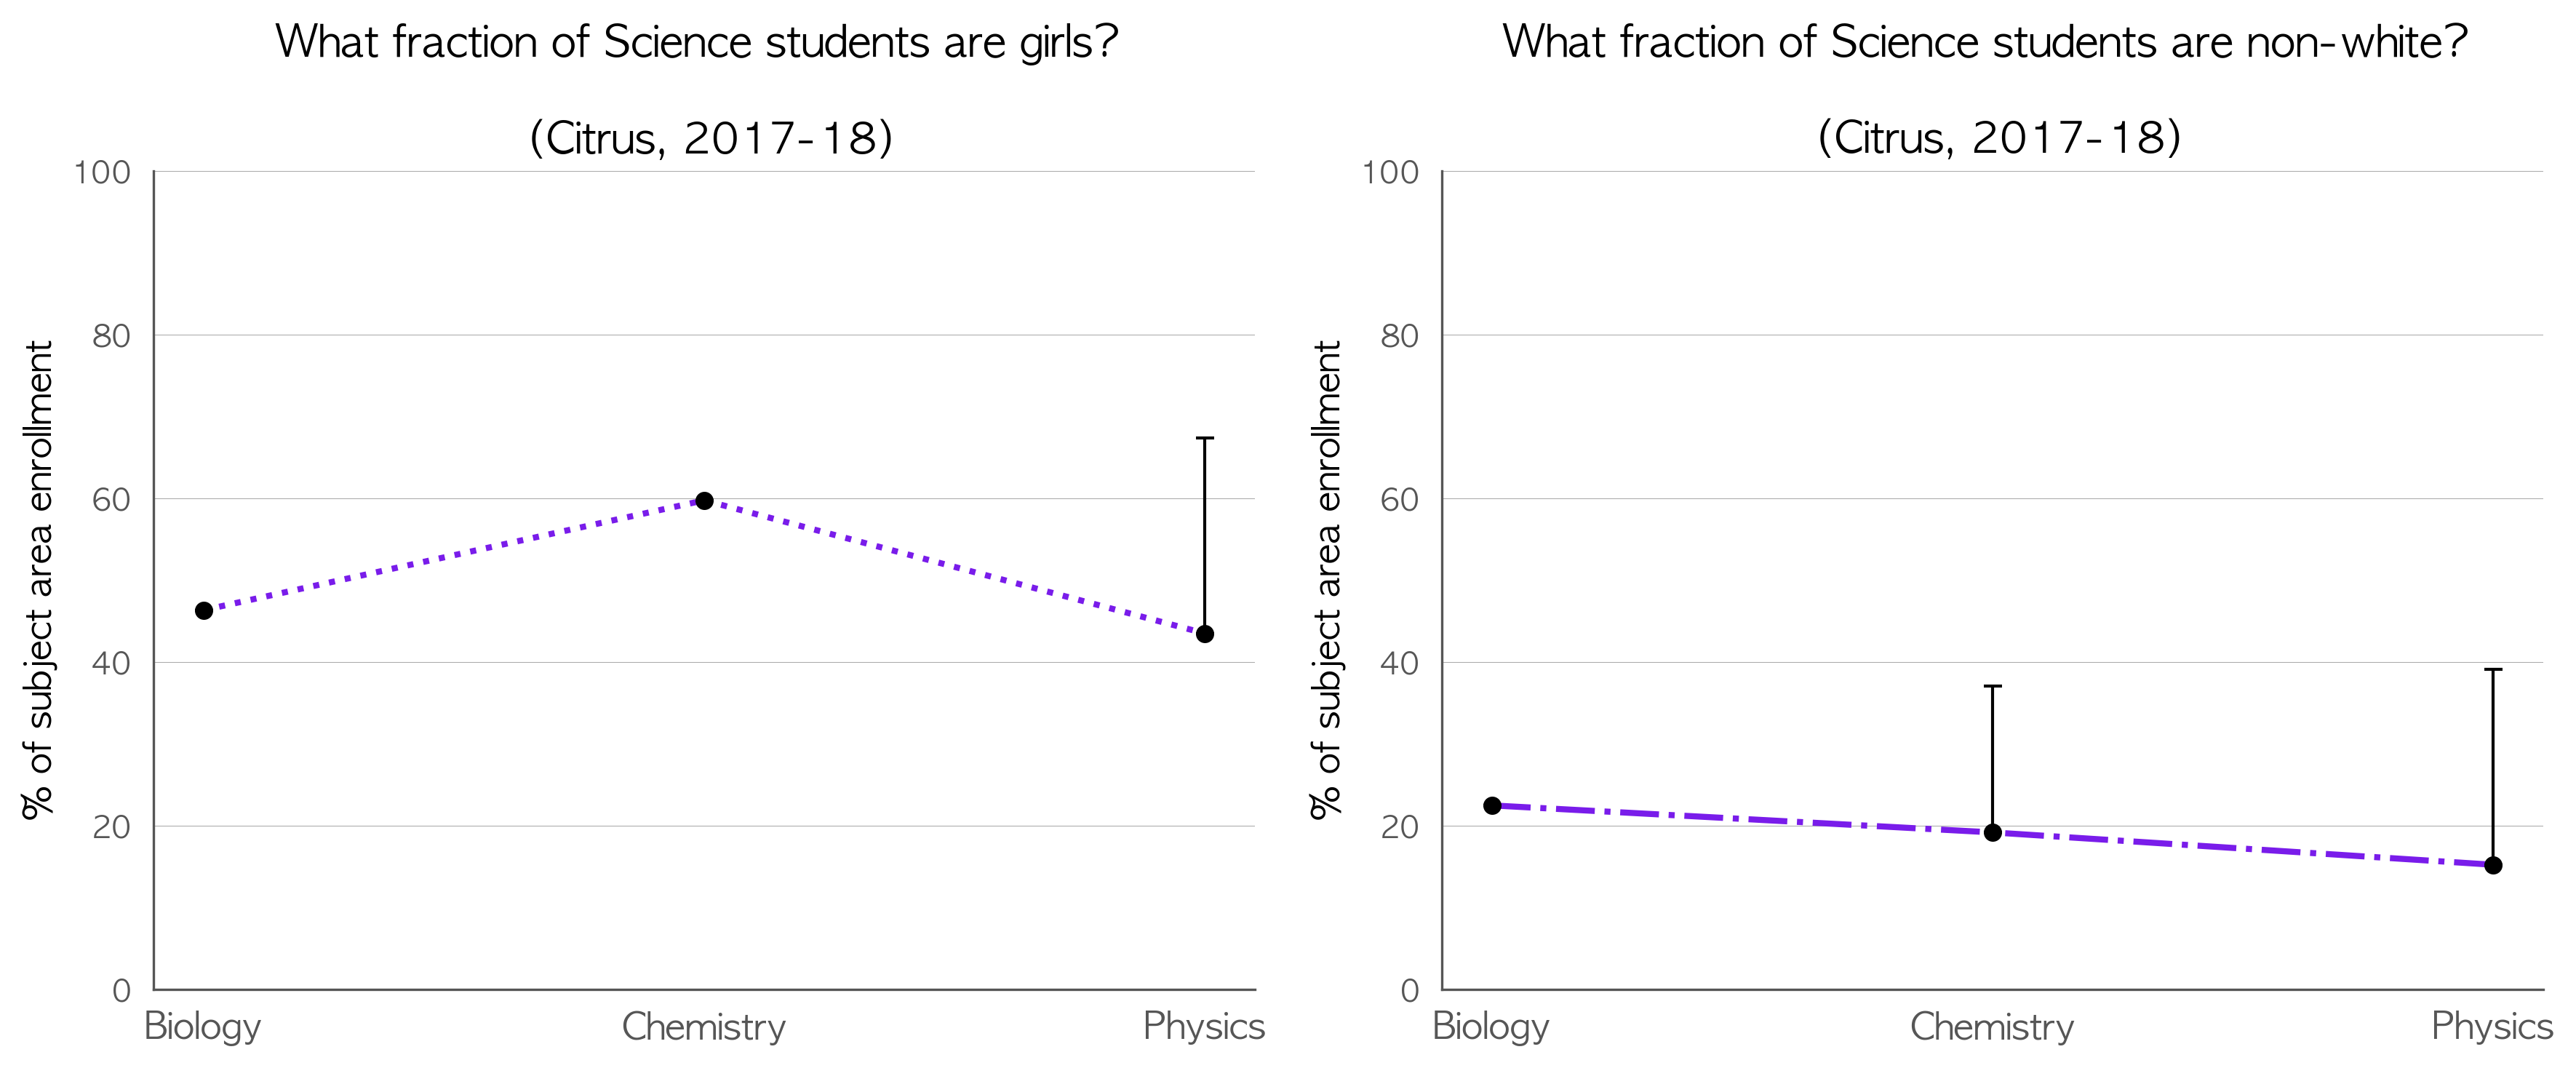 What fraction of Science students are girls?
(Citrus, 2017-18)
100
80
60
40
20
0
% of subject area enrollment
Biology
Chemistry
Physics
What fraction of Science students are non-white?
(Citrus, 2017-18)
100
80
60
40
20
0
% of subject area enrollment
Biology
Chemistry
Physics